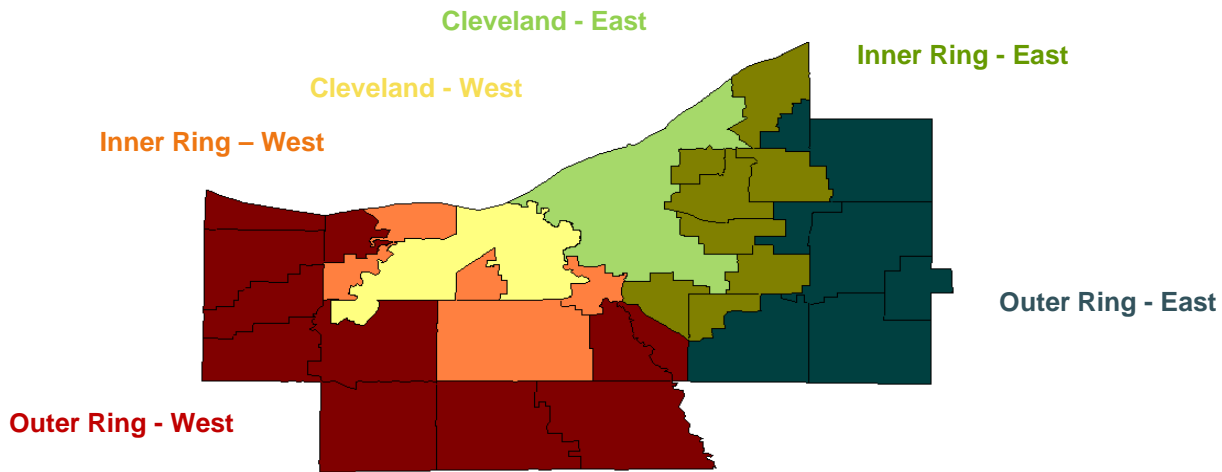 Cleveland - East
Inner Ring - East
Cleveland - West
Inner Ring – West
Outer Ring - East
Outer Ring - West